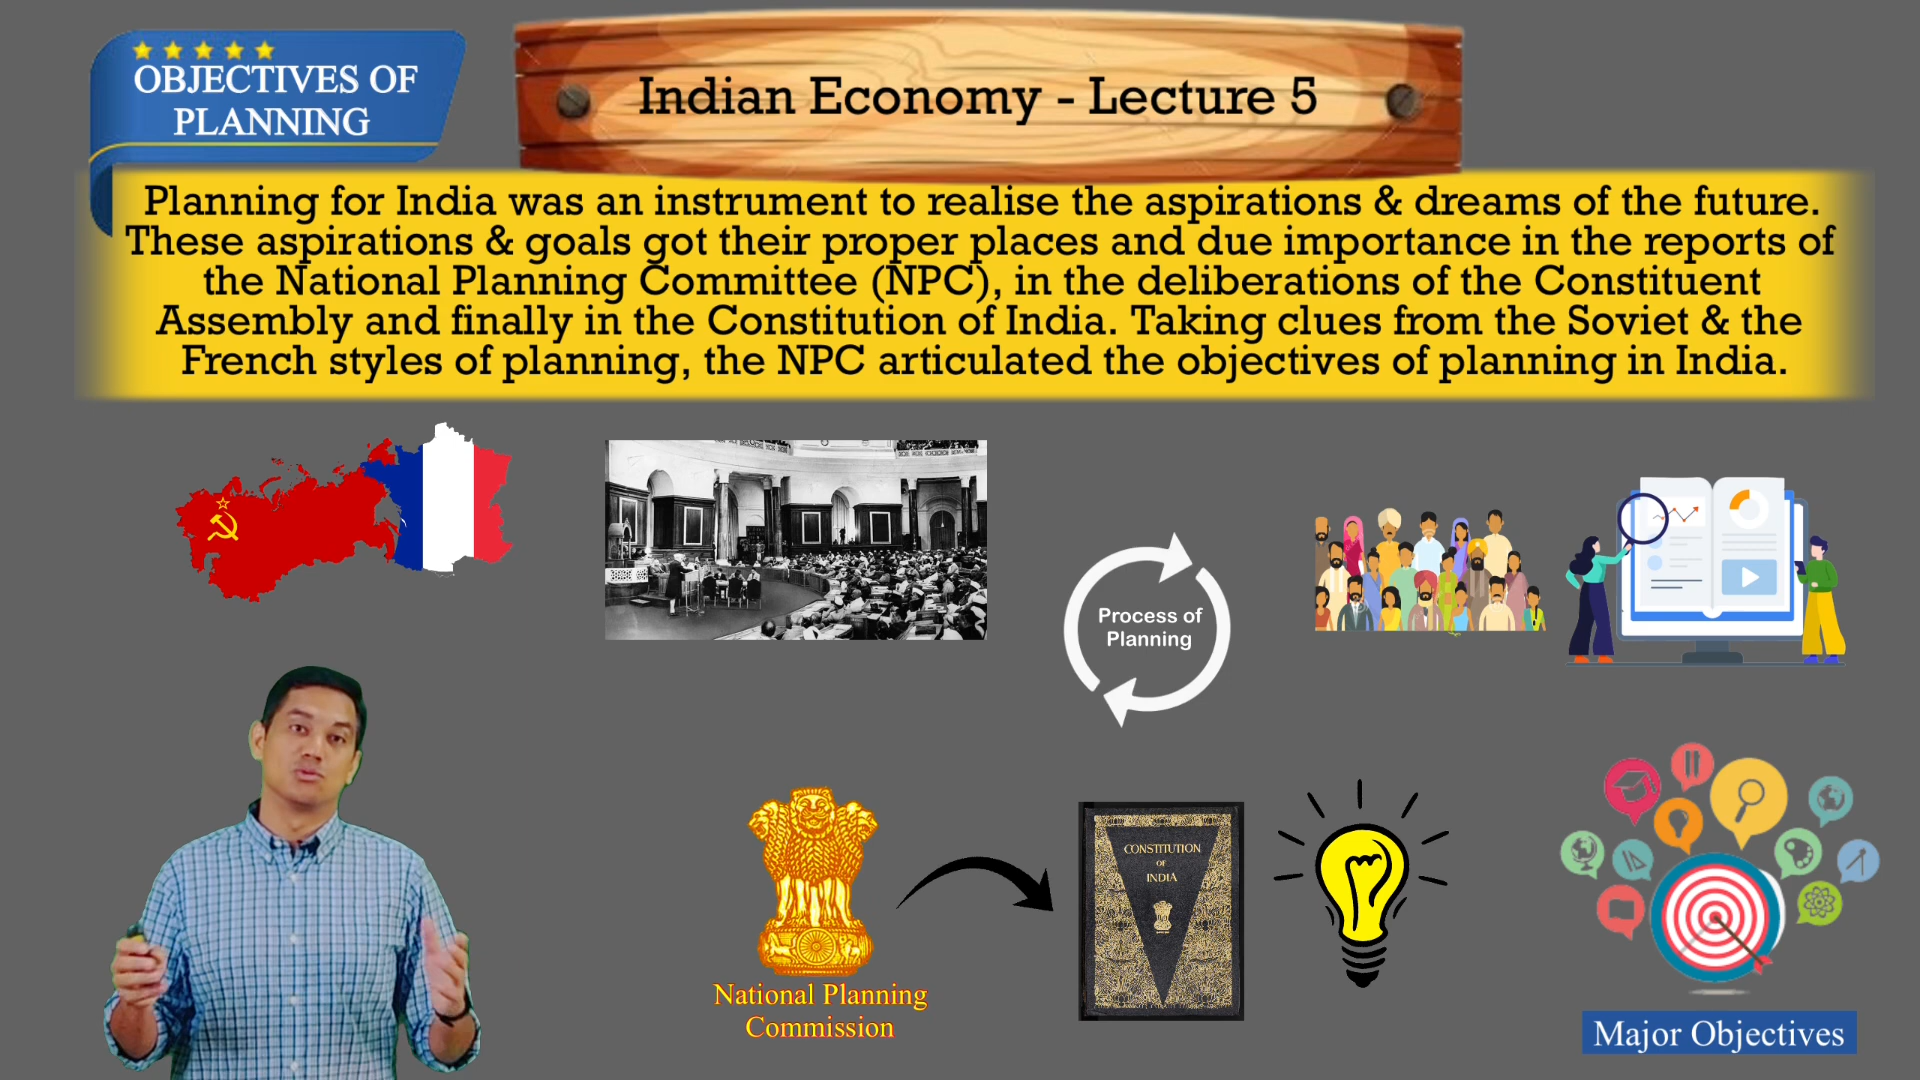 OBJECTIVES OF
PLANNING
Indian Economy - Lecture 5
Planning for India was an instrument to realise the aspirations & dreams of the future.
These aspirations & goals got their proper places and due importance in the reports of
the National Planning Committee (NPC), in the deliberations of the Constituent
Assembly and finally in the Constitution of India. Taking clues from the Soviet & the
French styles of planning, the NPC articulated the objectives of planning in India.
Process of
Planning
CONSTITUTION
OF
INDIA
National Planning
Commission
Major Objectives